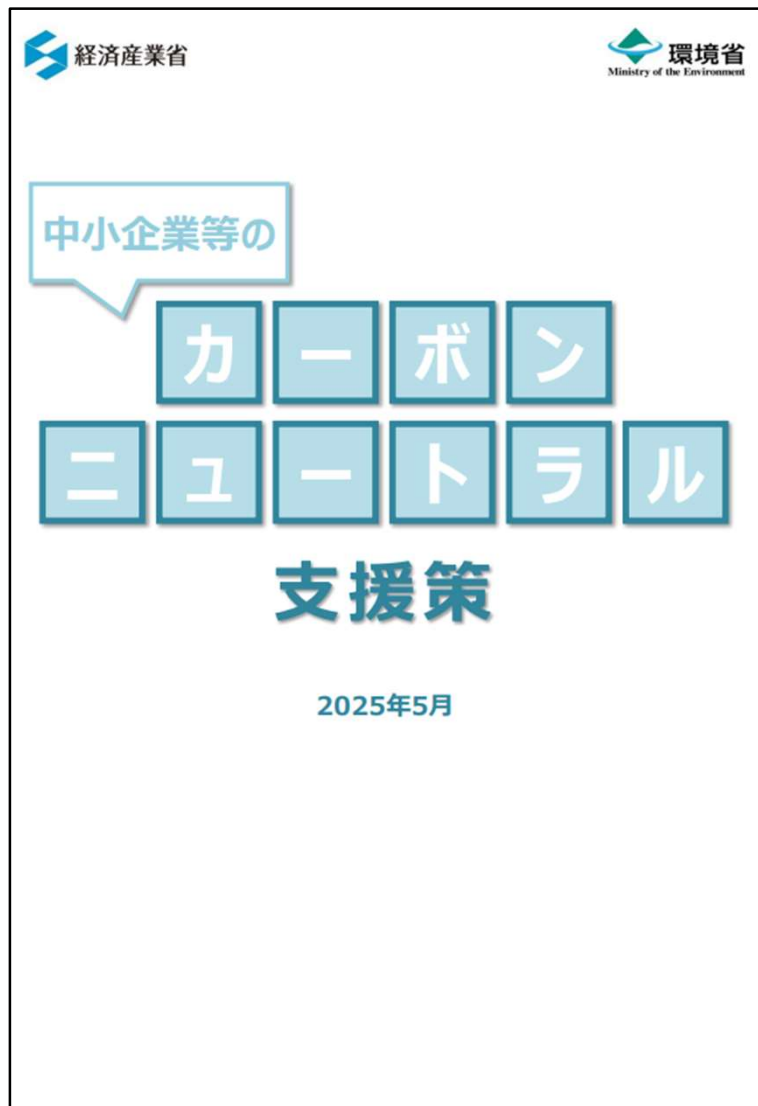 経済産業省
環境省
Ministry of the Environment
中小企業等の
カーボン
ニュートラル
支援策
2025年5月